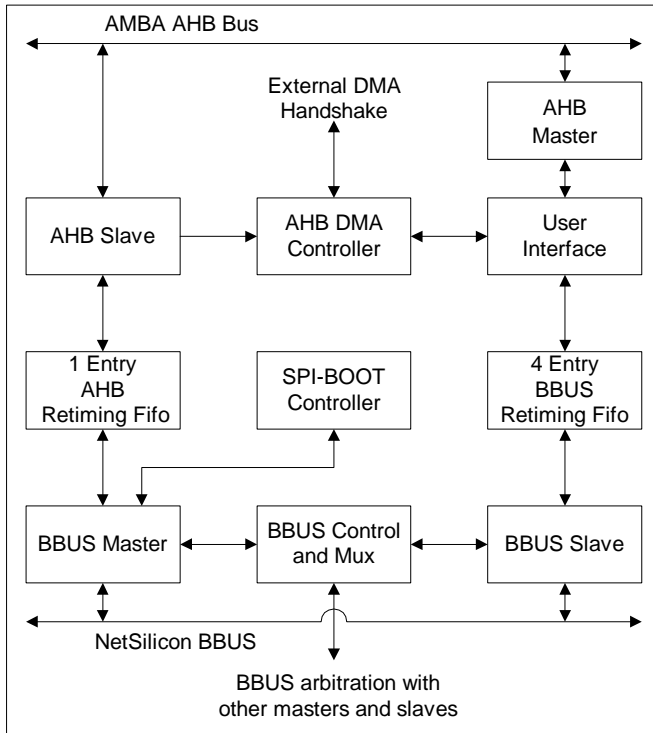 AMBA AHB Bus
External DMA
Handshake
AHB
Master
AHB Slave
AHB DMA
Controller
User
Interface
1 Entry
AHB
Retiming Fifo
SPI-BOOT
Controller
4 Entry
BBUS
Retiming Fifo
BBUS Master
BBUS Control
and Mux
BBUS Slave
NetSilicon BBUS
BBUS arbitration with
other masters and slaves